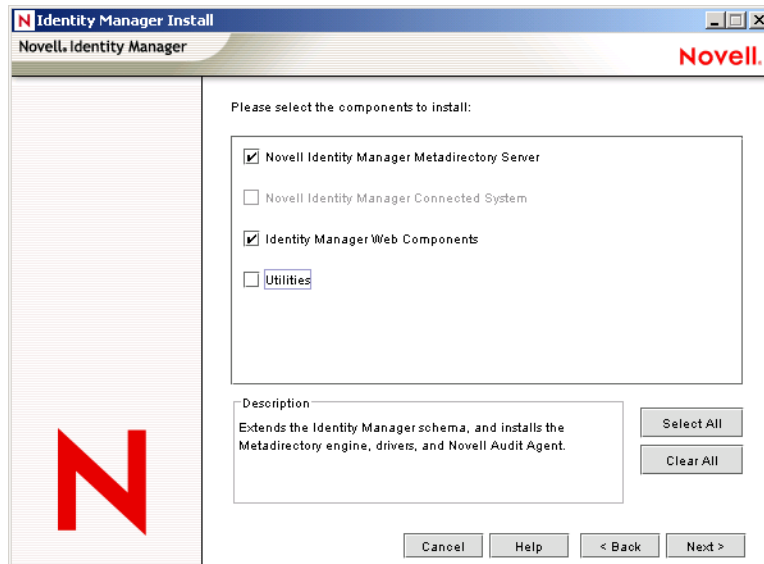 N Identity Manager Install
Novell. Identity Manager
Novell.
Please select the components to install:
Novell Identity Manager Metadirectory Server
Novell Identity Manager Connected System
Identity Manager Web Components
Utilities
Description
Extends the Identity Manager schema, and installs the
Metadirectory engine, drivers, and Novell Audit Agent.
Select All
Clear All
N
Cancel
Help
< Back
Next >